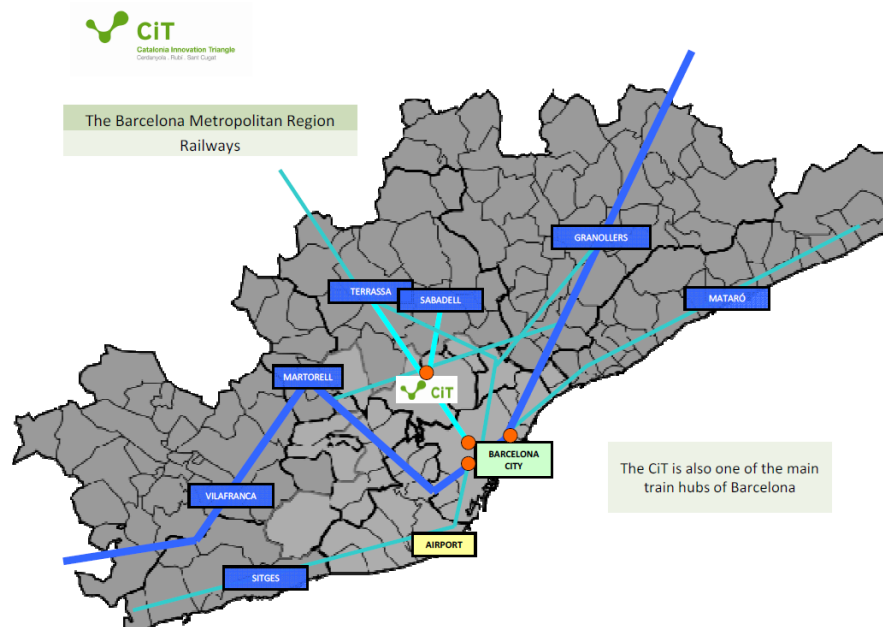 CiT
Catalonia Innovation Triangle
Cerdanyola . Rubí . Sant Cugat
The Barcelona Metropolitan Region
Railways
GRANOLLERS
TERRASSA
SABADELL
MATARÓ
MARTORELL
CiT
BARCELONA
CITY
The CiT is also one of the main
train hubs of Barcelona
VILAFRANCA
AIRPORT
SITGES